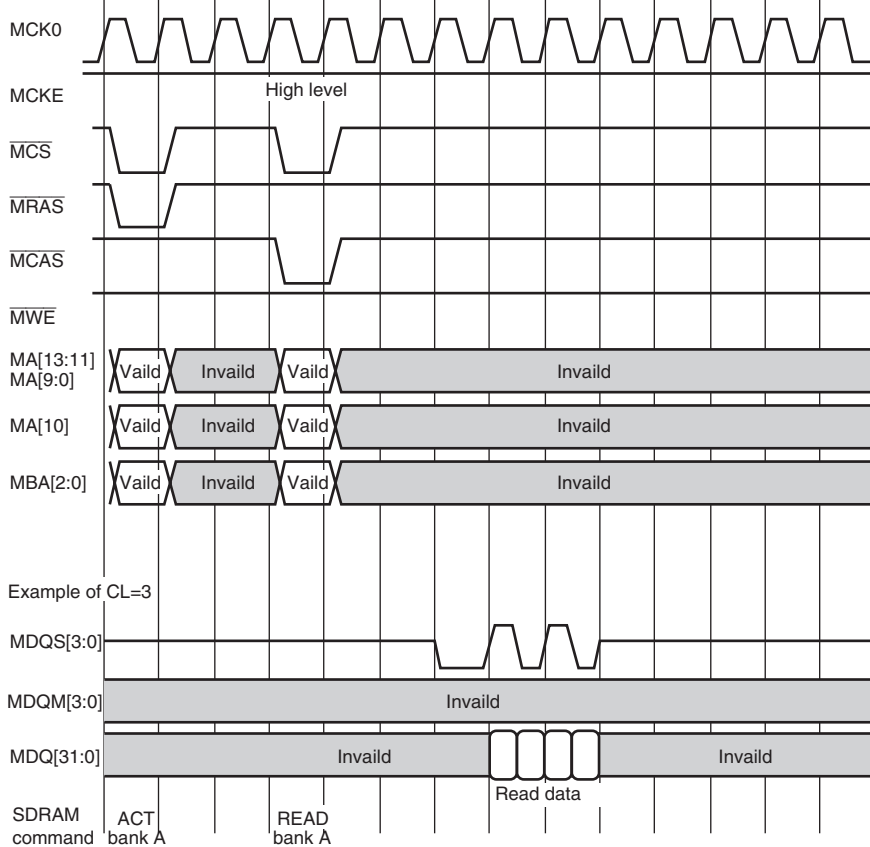 MCK0
MCKE High level
MCS
MRAS
MCAS
MWE
MA[13:11]
MA[9:0]
Vaild Invaild Vaild Invaild
MA[10] Vaild Invaild Vaild Invaild
MBA[2:0] Vaild Invaild Vaild Invaild
Example of CL=3
MDQS[3:0]
MDQM[3:0] Invaild
MDQ[31:0] Invaild Invaild
Read data
SDRAM
command
ACT
bank A
READ
bank A